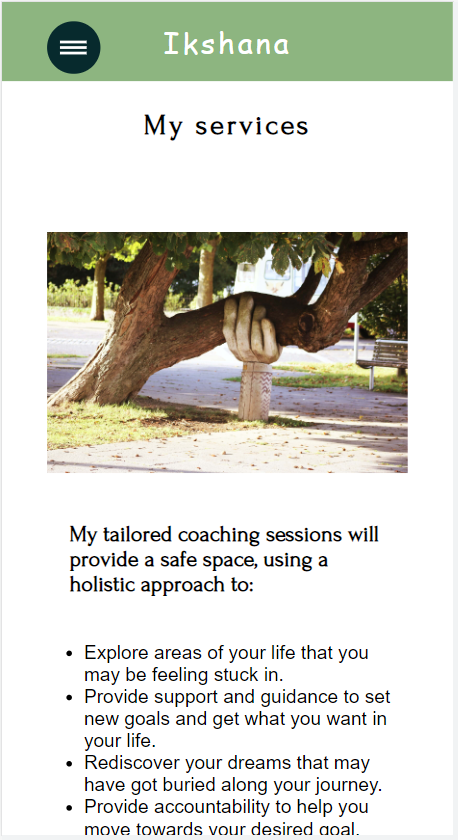 Ikshana
My services
My tailored coaching sessions will
provide a safe space, using a
holistic approach to:
• Explore areas of your life that you
may be feeling stuck in.
• Provide support and guidance to set
new goals and get what you want in
your life.
• Rediscover your dreams that may
have got buried along your journey.
• Provide accountability to help you
move towards your desired goal.